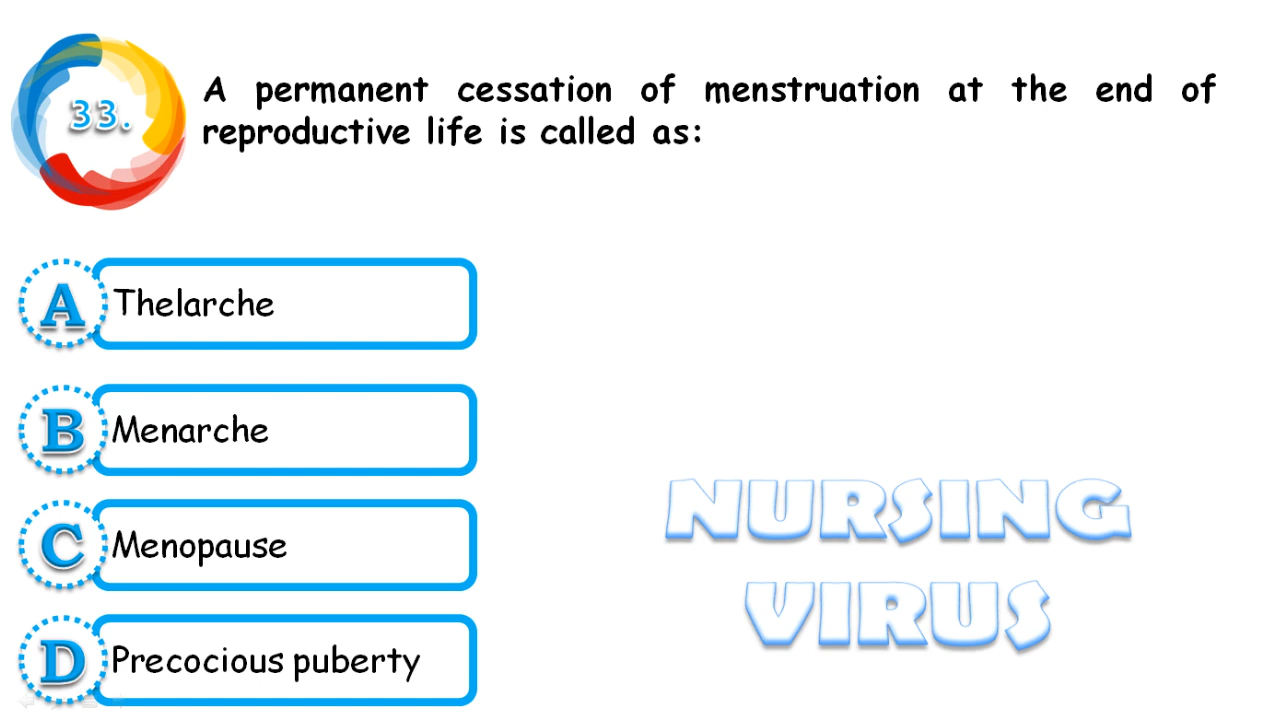 33.
A permanent cessation of menstruation at the end of
reproductive life is called as:
A Thelarche
B Menarche
C Menopause
D Precocious puberty
NURSING
VIRUS